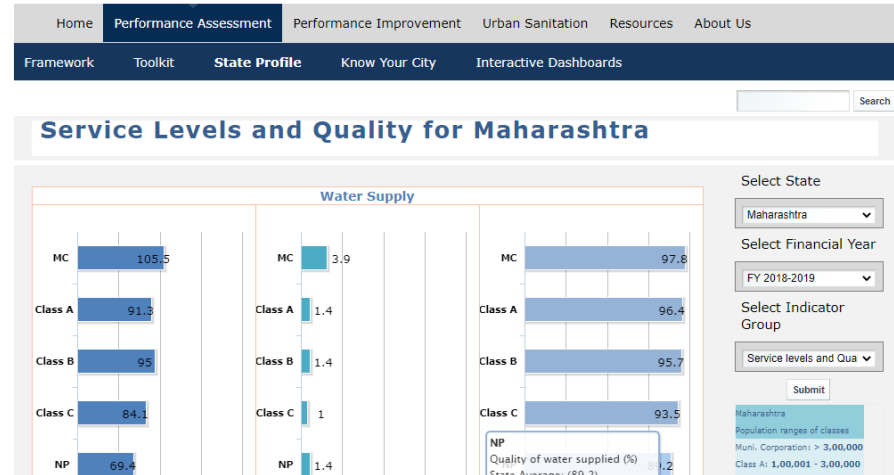 Home Performance Assessment Performance Improvement Urban Sanitation Resources About Us
Framework Toolkit State Profile Know Your City Interactive Dashboards
Search
Service Levels and Quality for Maharashtra
Water Supply
MC 105.5
Class A 91.3
Class B 95
Class C 84.1
NP 69.4
MC 3.9
Class A 1.4
Class B 1.4
Class C 1
NP 1.4
MC 97.8
Class A 96.4
Class B 95.7
Class C 93.5
NP
Quality of water supplied (%)
State Average: (89.2)
Select State
Maharashtra
Select Financial Year
FY 2018-2019
Select Indicator
Group
Service levels and Qua
Submit
Maharashtra
Population ranges of classes
Muni. Corporation: > 3,00,000
Class A: 1,00,001 - 3,00,000